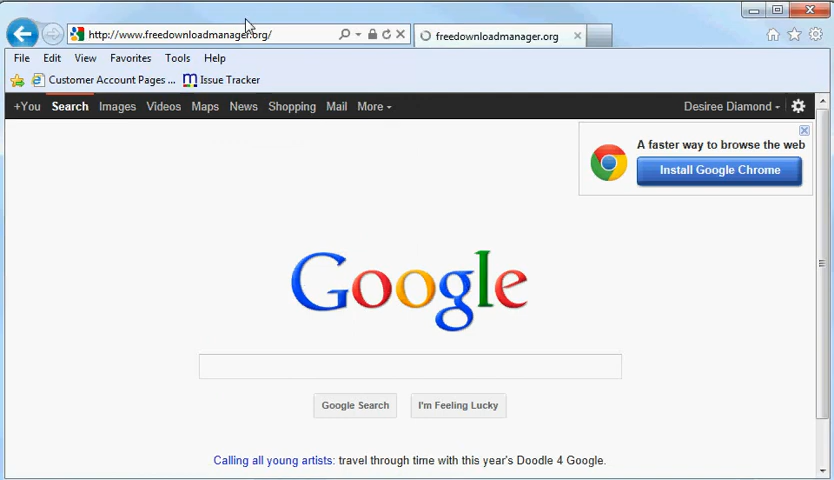 http://www.freedownloadmanager.org/
freedownloadmanager.org
File Edit View Favorites Tools Help
Customer Account Pages ... Issue Tracker
+You Search Images Videos Maps News Shopping Mail More Desiree Diamond
A faster way to browse the web
Install Google Chrome
Google
Google Search I'm Feeling Lucky
Calling all young artists: travel through time with this year's Doodle 4 Google.